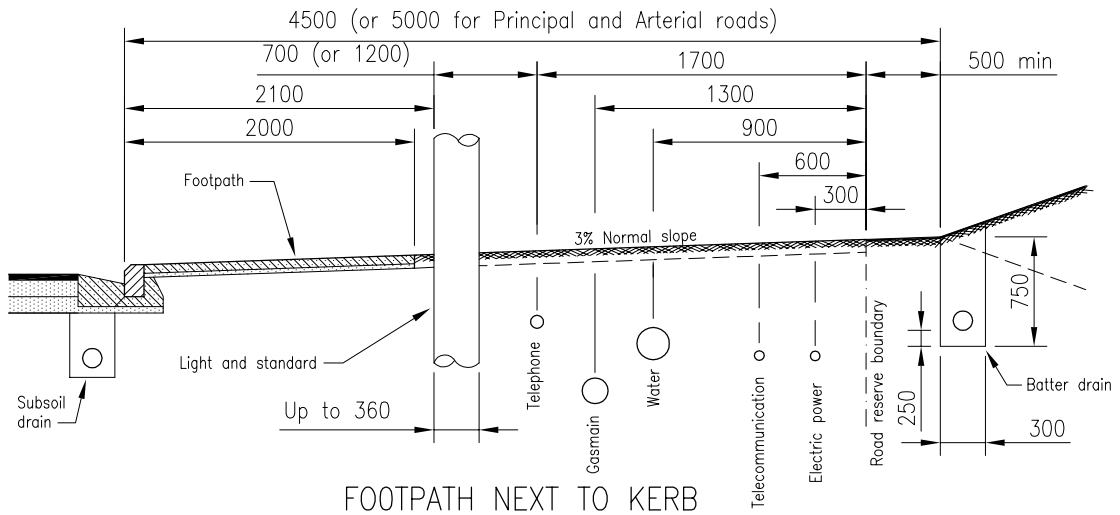 4500 (or 5000 for Principal and Arterial roads)
700 (or 1200)
1700
500 min
2100
1300
2000
900
600
Footpath
300
3% Normal slope
750
Light and standard
Subsoil
drain
Up to 360
Telephone
Gasmain
Water
Telecommunication
Electric power
Road reserve boundary
250
Batter drain
300
FOOTPATH NEXT TO KERB